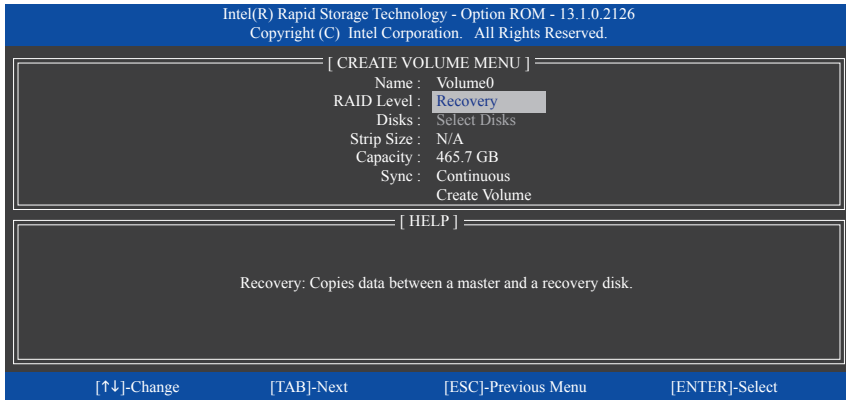 Intel(R) Rapid Storage Technology - Option ROM - 13.1.0.2126
Copyright (C) Intel Corporation. All Rights Reserved.
[ CREATE VOLUME MENU ]
Name : Volume0
RAID Level : Recovery
Disks : Select Disks
Strip Size : N/A
Capacity : 465.7 GB
Sync : Continuous
Create Volume
[ HELP ]
Recovery: Copies data between a master and a recovery disk.
[↑↓]-Change [TAB]-Next [ESC]-Previous Menu [ENTER]-Select